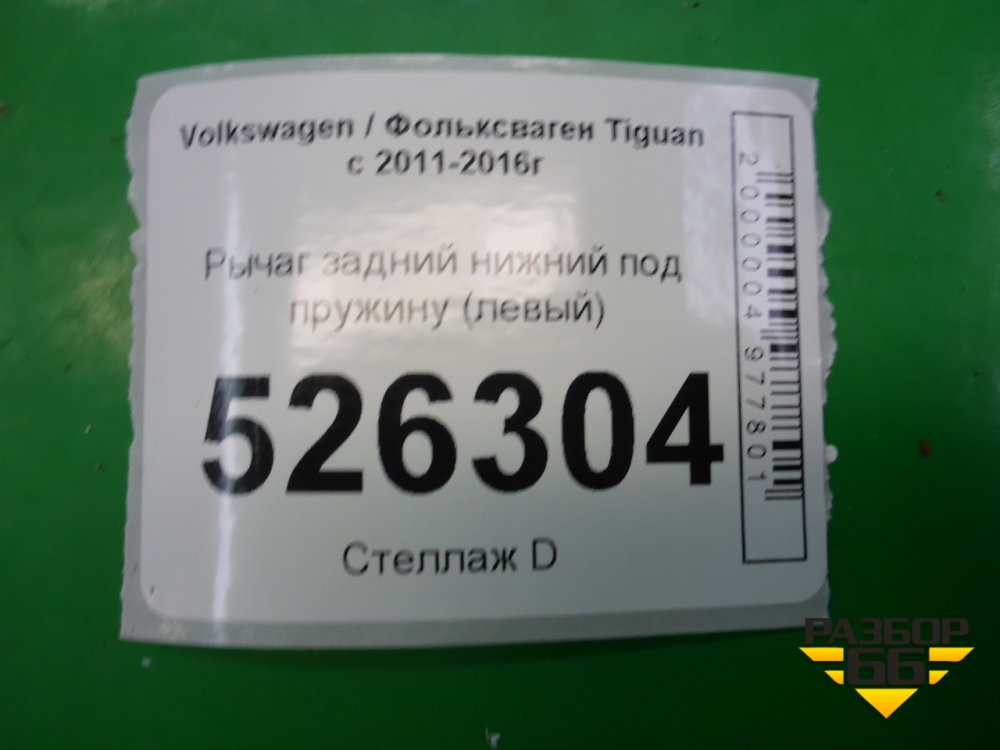 Volkswagen / Фольксваген Tiguan
с 2011-2016г
Рычаг задний нижний под
пружину (левый)
526304
Стеллаж D
2000004977801
РАЗБОР
66